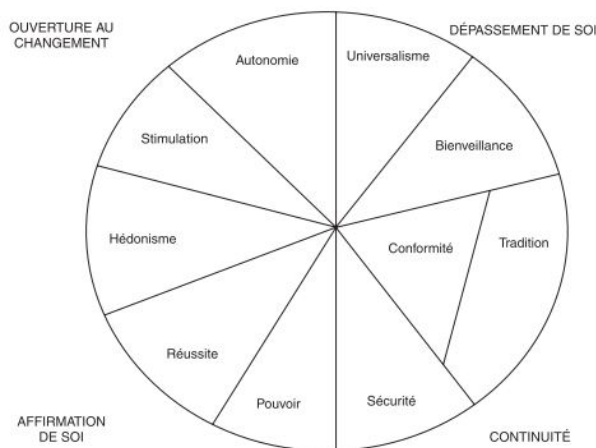 OUVERTURE AU
CHANGEMENT
DÉPASSEMENT DE SOI
Autonomie
Universalisme
Stimulation
Bienveillance
Hédonisme
Conformité
Tradition
Réussite
Pouvoir
Sécurité
AFFIRMATION
DE SOI
CONTINUITÉ